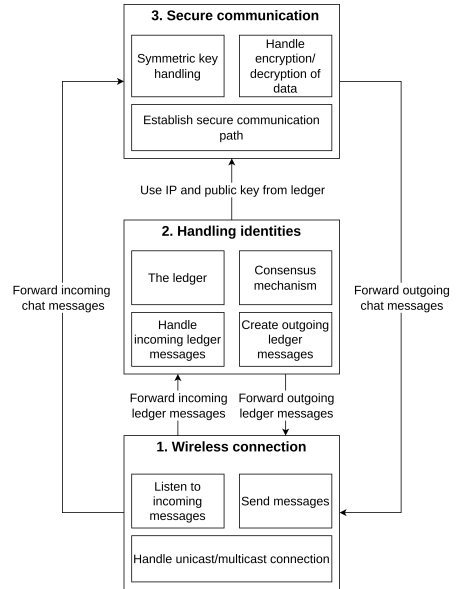 3. Secure communication
Symmetric key
handling
Handle
encryption/
decryption of
data
Establish secure communication
path
Use IP and public key from ledger
2. Handling identities
The ledger
Consensus
mechanism
Handle
incoming ledger
messages
Create outgoing
ledger
messages
Forward incoming
chat messages
Forward outgoing
chat messages
Forward incoming
ledger messages
Forward outgoing
ledger messages
1. Wireless connection
Listen to
incoming
messages
Send messages
Handle unicast/multicast connection